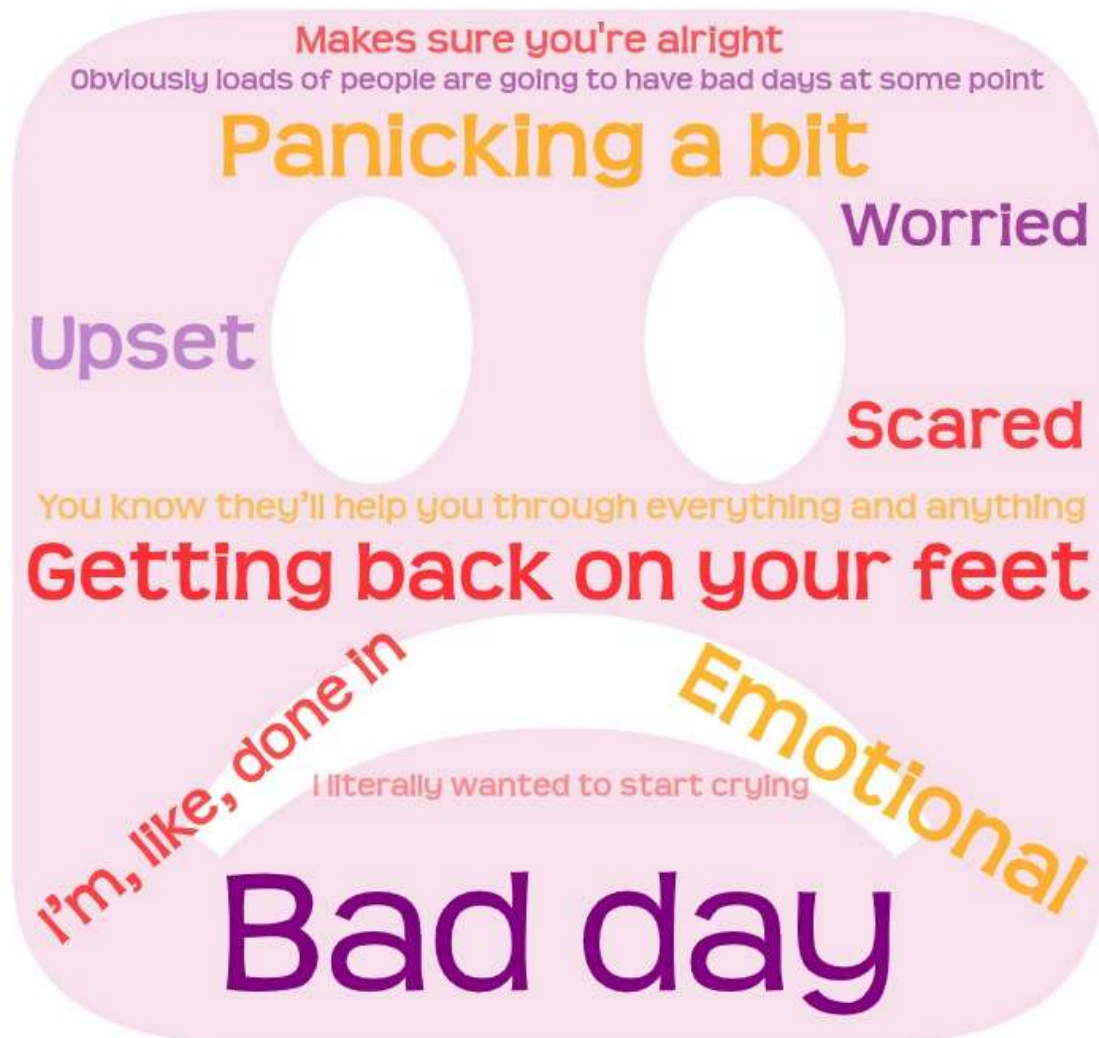 Makes sure you're alright
Obviously loads of people are going to have bad days at some point
Panicking a bit
Worried
Upset
Scared
You know they'll help you through everything and anything
Getting back on your feet
I'm, like, done in
Emotional
I literally wanted to start crying
Bad day